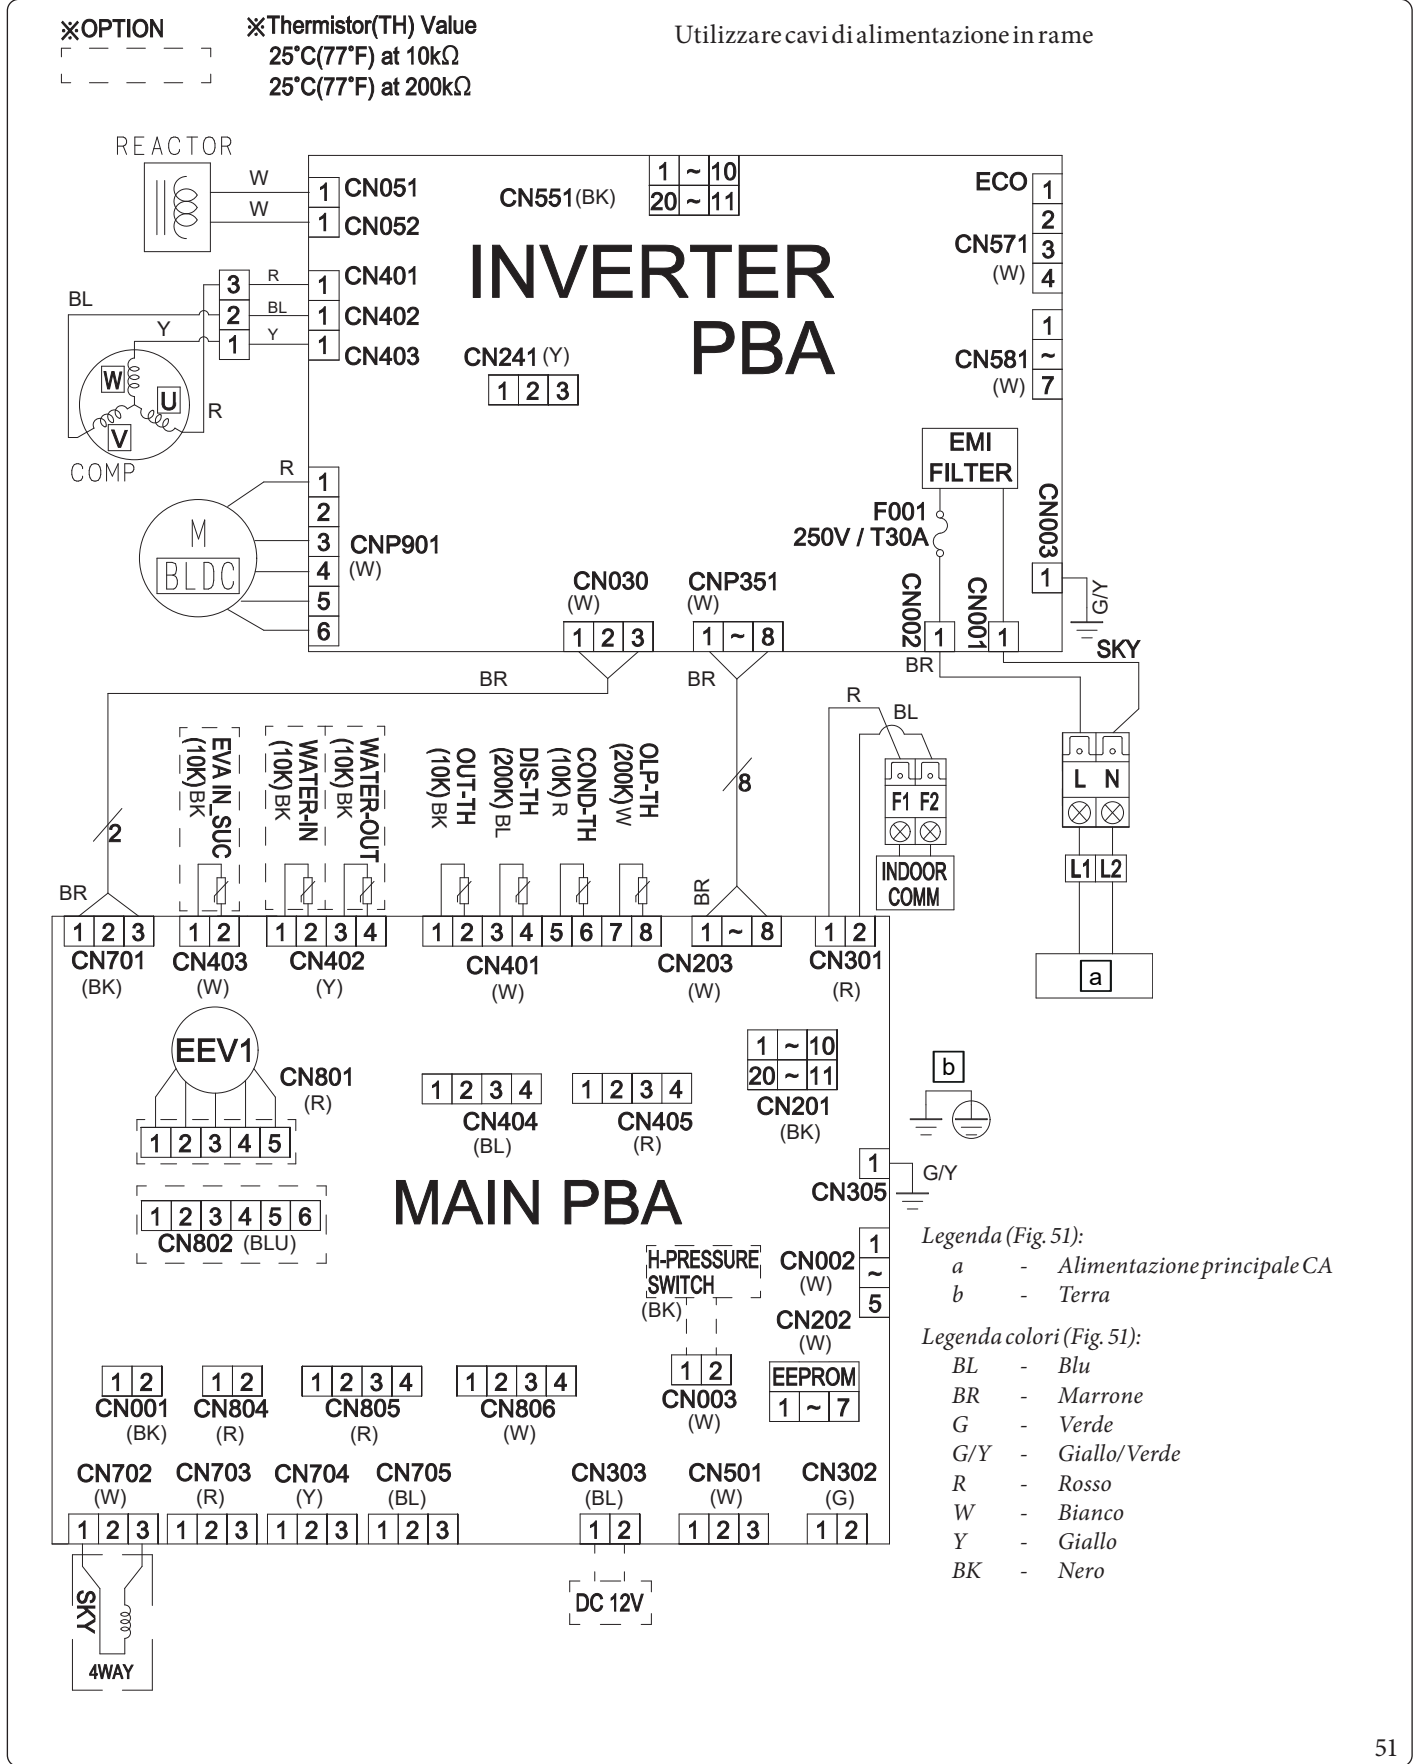 ※OPTION
※Thermistor(TH) Value
25°C(77°F) at 10kΩ
25°C(77°F) at 200kΩ
Utilizzare cavi di alimentazione in rame
REACTOR
W
W
1 CN051
1 CN052
CN551(BK)
1 ~ 10
20 ~ 11
ECO
1
2
3
4
CN571
(W)
INVERTER
PBA
BL
Y
R
3 R 1 CN401
2 BL 1 CN402
1 Y 1 CN403
W
U
V
COMP
CN241 (Y)
1 2 3
CN581
(W)
1
~
7
EMI
FILTER
F001
250V / T30A
CN003
1
G/Y
R
M
BLDC
1
2
3
4
5
6
CNP901
(W)
CN030
(W)
1 2 3
CNP351
(W)
1 ~ 8
CN002
1
CN001
1
BR
SKY
BR
BR
2
8
BR
BR
R
BL
EVA IN_SUC
(10K) BK
WATER-IN
(10K) BK
WATER-OUT
(10K) BK
OUT-TH
(10K) BK
DIS-TH
(200K) BL
COND-TH
(10K) R
OLP-TH
(200K) W
F1 F2
INDOOR
COMM
L N
L1 L2
a
1 2 3
CN701
(BK)
1 2
CN403
(W)
1 2 3 4
CN402
(Y)
1 2 3 4 5 6 7 8
CN401
(W)
1 ~ 8
CN203
(W)
1 2
CN301
(R)
EEV1
CN801
(R)
1 2 3 4 5
1 2 3 4
CN404
(BL)
1 2 3 4
CN405
(R)
1 ~ 10
20 ~ 11
CN201
(BK)
b
1
CN305
G/Y
MAIN PBA
1 2 3 4 5 6
CN802 (BLU)
H-PRESSURE
SWITCH
(BK)
1 2
CN003
(W)
CN002
(W)
1
~
5
CN202
(W)
EEPROM
1 ~ 7
1 2
CN001
(BK)
1 2
CN804
(R)
1 2 3 4
CN805
(R)
1 2 3 4
CN806
(W)
CN702
(W)
1 2 3
CN703
(R)
1 2 3
CN704
(Y)
1 2 3
CN705
(BL)
1 2 3
CN303
(BL)
1 2
CN501
(W)
1 2 3
CN302
(G)
1 2
SKY
4WAY
DC 12V
Legenda (Fig. 51):
a - Alimentazione principale CA
b - Terra
Legenda colori (Fig. 51):
BL - Blu
BR - Marrone
G - Verde
G/Y - Giallo/Verde
R - Rosso
W - Bianco
Y - Giallo
BK - Nero
51